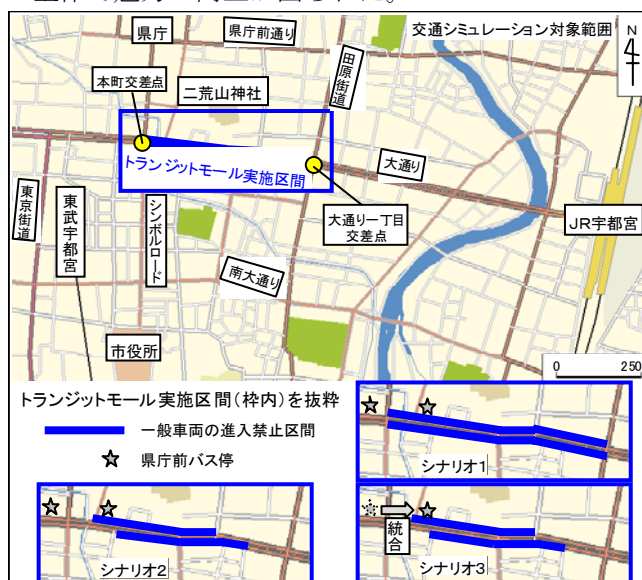 県庁
県庁前通り
交通シミュレーション対象範囲
N
田原街道
本町交差点
二荒山神社
トランジットモール実施区間
大通り
東京街道
東武宇都宮
シンボルロード
大通り一丁目
交差点
JR宇都宮
南大通り
市役所
0 250
トランジットモール実施区間(枠内)を抜粋
一般車両の進入禁止区間
県庁前バス停
シナリオ1
統合
シナリオ2
シナリオ3